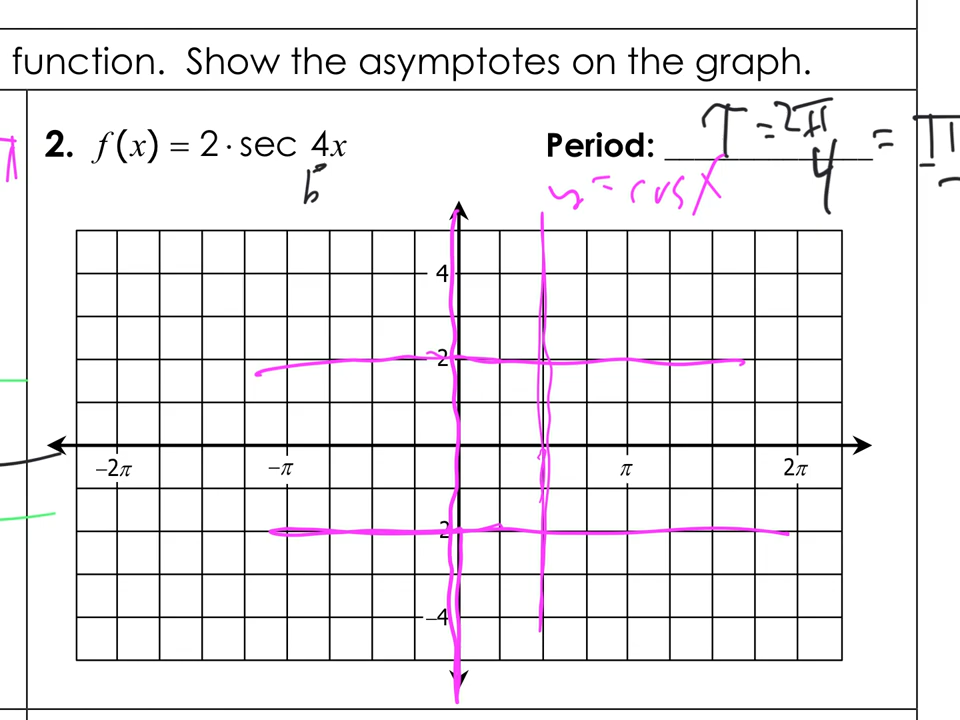 function. Show the asymptotes on the graph.
2. f(x) = 2 · sec 4x
b
Period: T = 2π/4 = π
y = cos x
4
2
−2π
−π
π
2π
2
−4